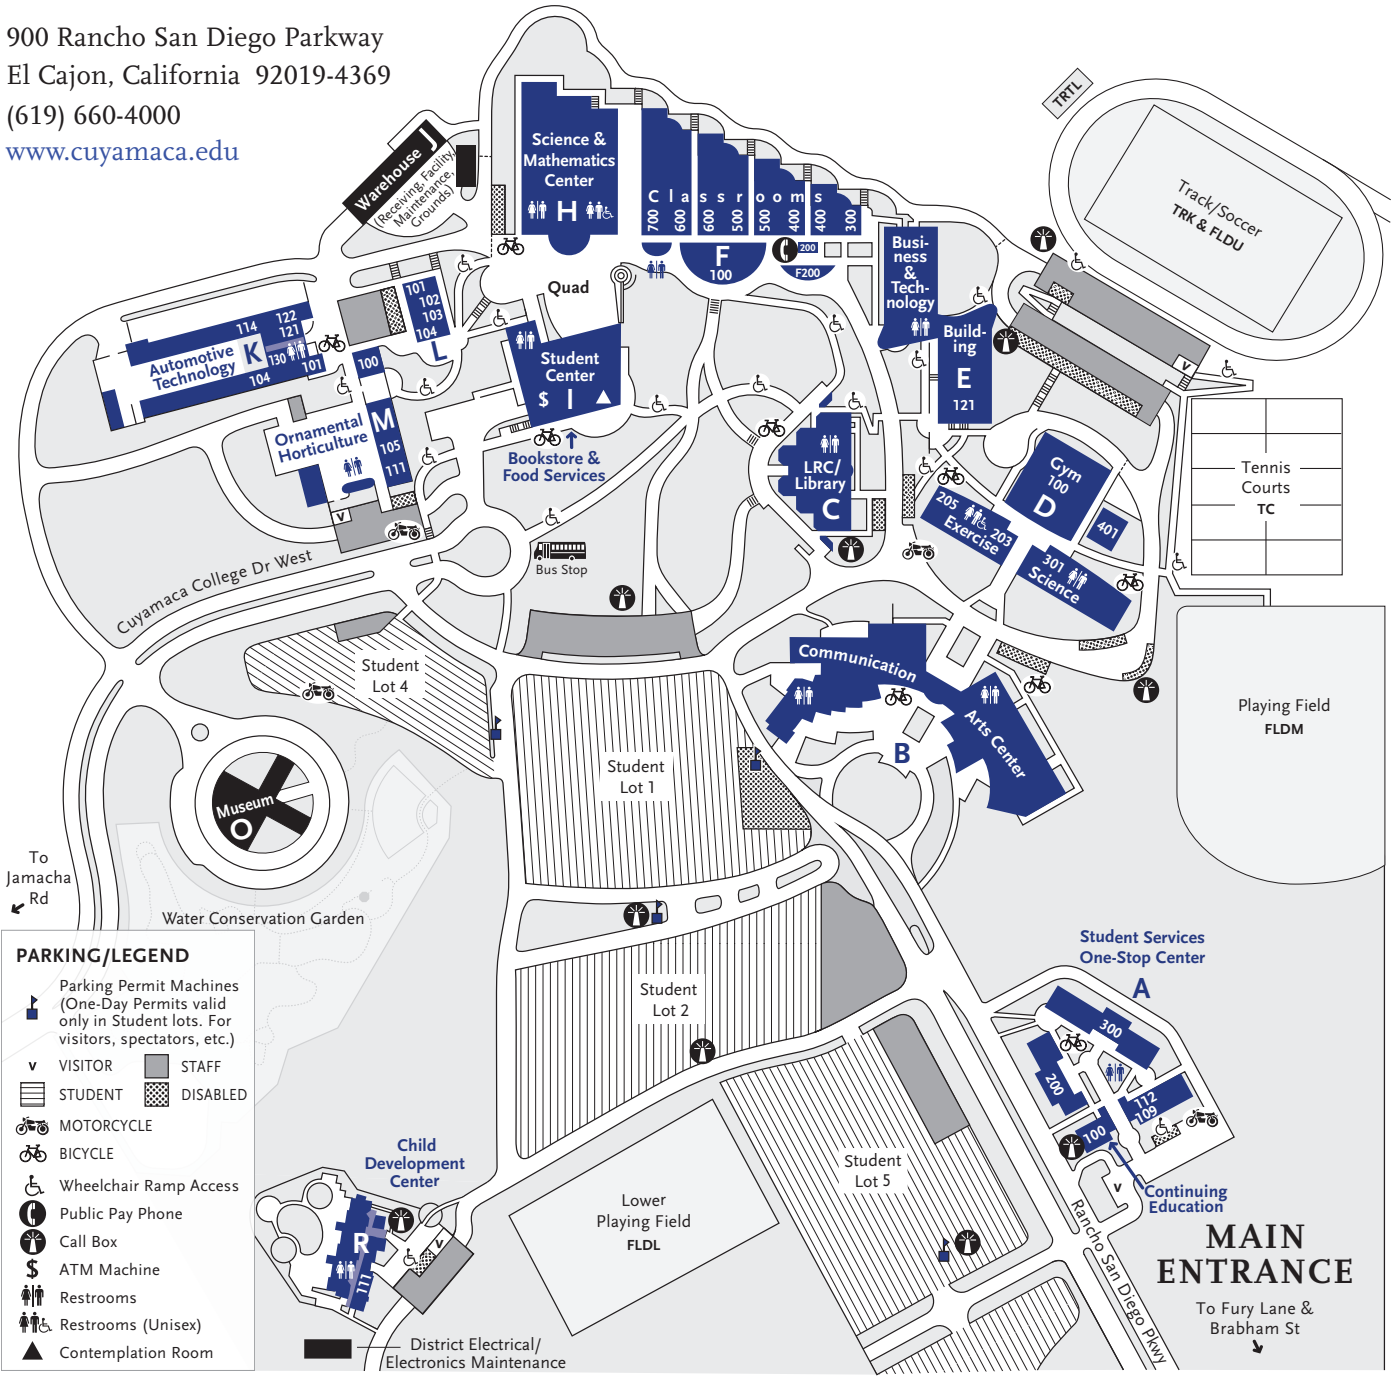 900 Rancho San Diego Parkway
El Cajon, California  92019-4369
(619) 660-4000
www.cuyamaca.edu
Warehouse J
(Receiving, Facility,
Maintenance,
Grounds)
Science &
Mathematics
Center
H
Classrooms
700
600
600
500
500
400
400
300
F
100
200
F200
Quad
Busi-
ness
&
Tech-
nology
Build-
ing
E
121
TRTL
Track/Soccer
TRK & FLDU
v
Tennis
Courts
TC
101
102
103
104
L
114
122
121
Automotive
Technology
K
130
101
104
100
Ornamental
Horticulture
M
105
111
v
Student
Center
$
I
Bookstore &
Food Services
LRC/
Library
C
Gym
100
D
401
205
203
Exercise
301
Science
Bus Stop
Cuyamaca College Dr West
Student
Lot 4
Communication
Arts Center
B
Playing Field
FLDM
Student
Lot 1
Museum
O
To
Jamacha
Rd
Water Conservation Garden
Student
Lot 2
Student Services
One-Stop Center
A
300
200
112
109
100
v
Continuing
Education
Student
Lot 5
Rancho San Diego Pkwy
MAIN
ENTRANCE
To Fury Lane &
Brabham St
Child
Development
Center
R
111
v
Lower
Playing Field
FLDL
District Electrical/
Electronics Maintenance
PARKING/LEGEND
Parking Permit Machines
(One-Day Permits valid
only in Student lots. For
visitors, spectators, etc.)
v VISITOR
STAFF
STUDENT
DISABLED
MOTORCYCLE
BICYCLE
Wheelchair Ramp Access
Public Pay Phone
Call Box
$ ATM Machine
Restrooms
Restrooms (Unisex)
Contemplation Room